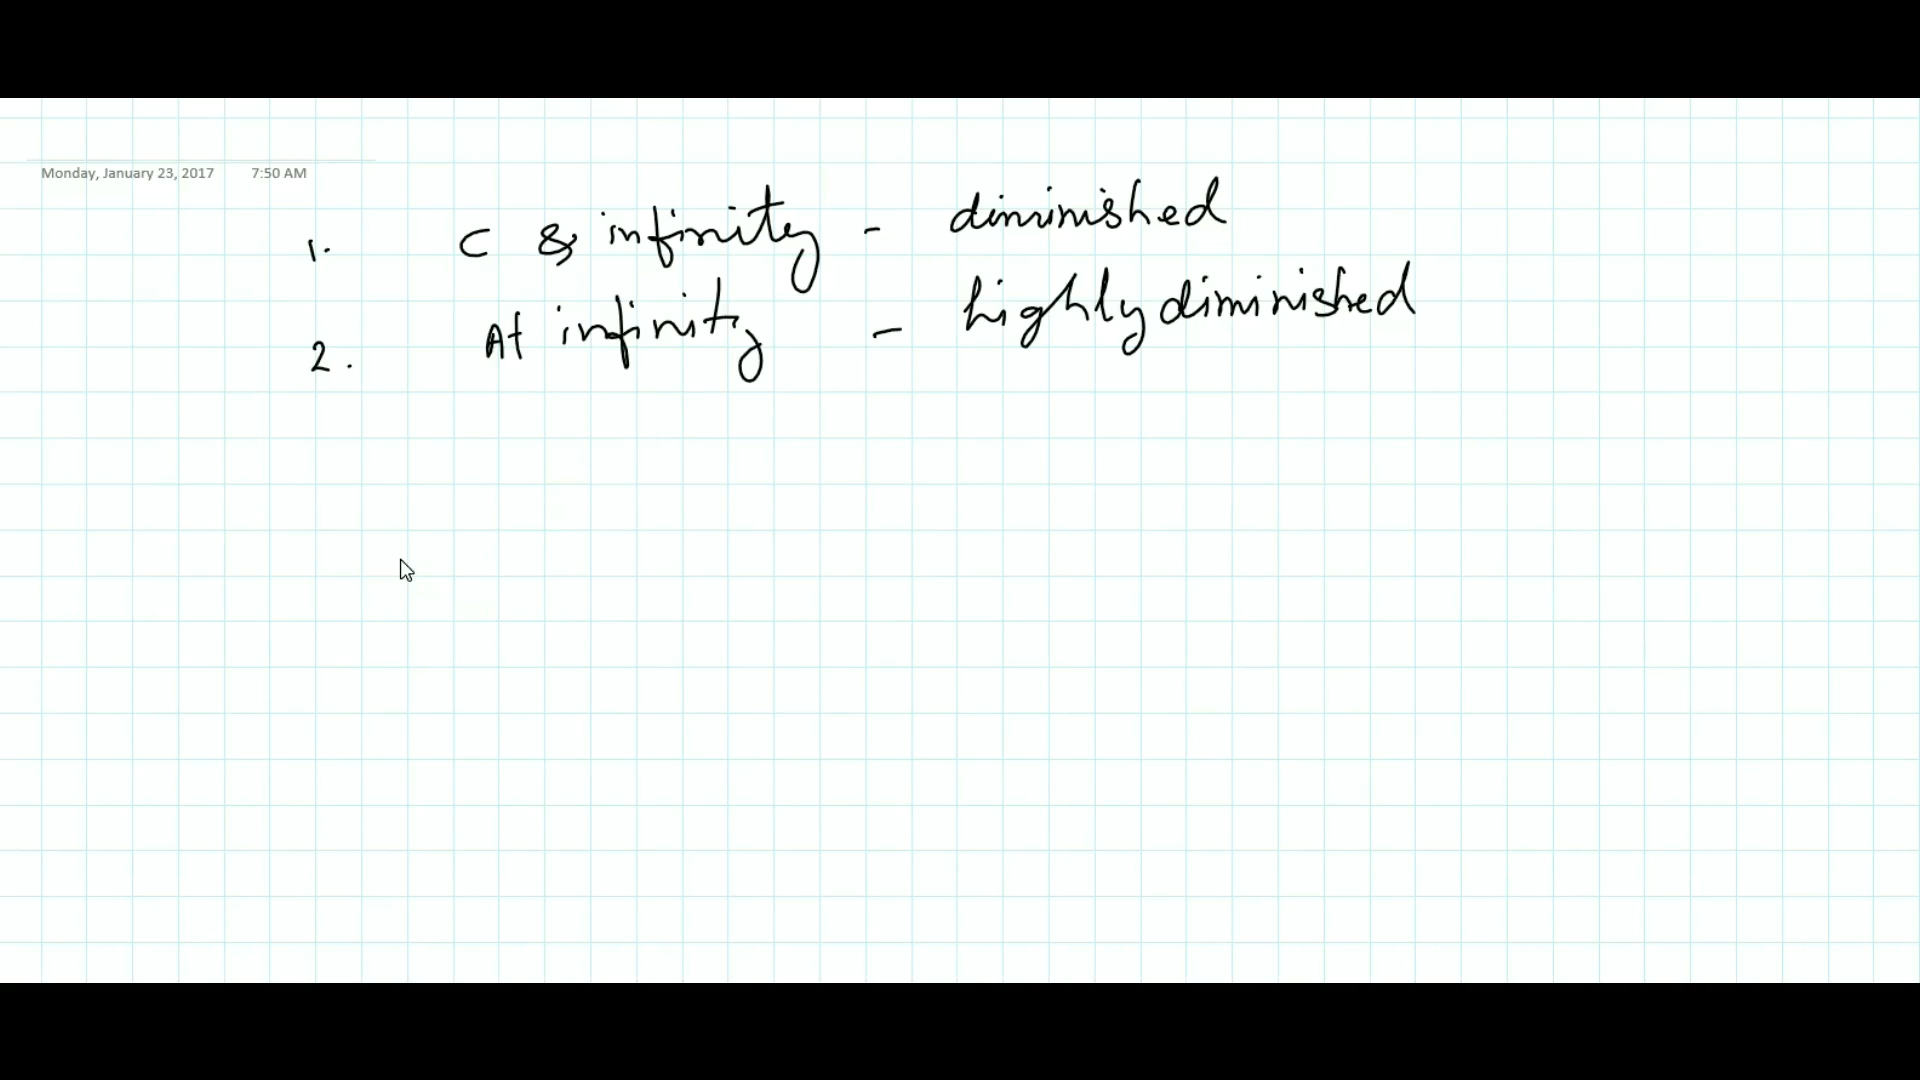 Monday, January 23, 2017 7:50 AM
1. C & infinity - diminished
2. At infinity - highly diminished